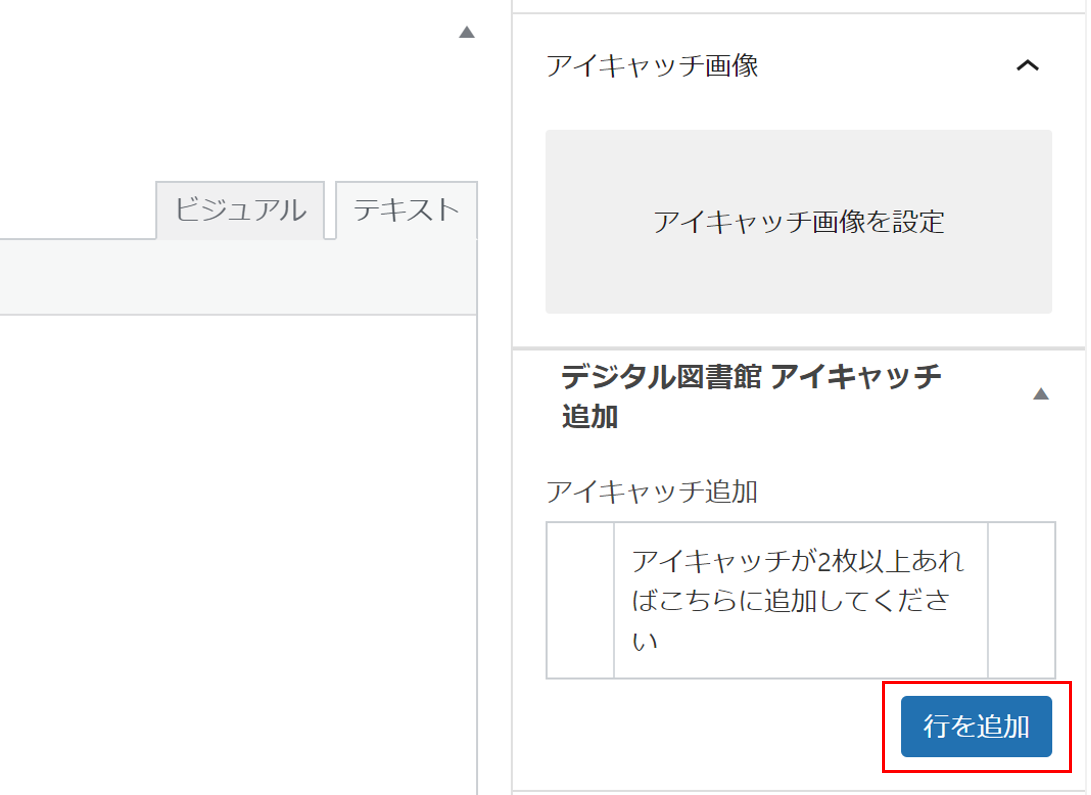 ビジュアル
テキスト
アイキャッチ画像
アイキャッチ画像を設定
デジタル図書館 アイキャッチ
追加
アイキャッチ追加
アイキャッチが2枚以上あれ
ばこちらに追加してくださ
い
行を追加